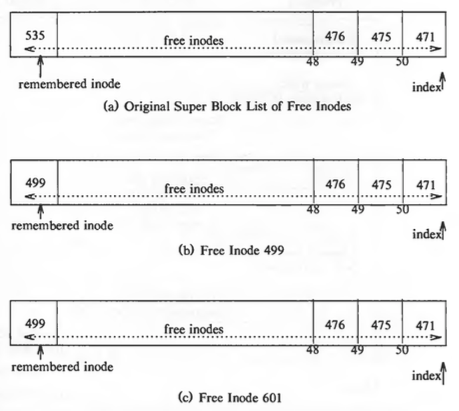 535 free inodes 476 475 471
48 49 50
remembered inode index
(a) Original Super Block List of Free Inodes
499 free inodes 476 475 471
48 49 50
remembered inode index
(b) Free Inode 499
499 free inodes 476 475 471
48 49 50
remembered inode index
(c) Free Inode 601